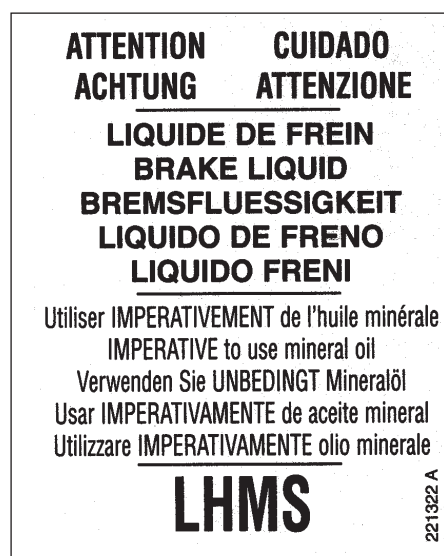 ATTENTION CUIDADO
ACHTUNG ATTENZIONE
LIQUIDE DE FREIN
BRAKE LIQUID
BREMSFLUESSIGKEIT
LIQUIDO DE FRENO
LIQUIDO FRENI
Utiliser IMPERATIVEMENT de l'huile minérale
IMPERATIVE to use mineral oil
Verwenden Sie UNBEDINGT Mineralöl
Usar IMPERATIVAMENTE de aceite mineral
Utilizzare IMPERATIVAMENTE olio minerale
LHMS
221322 A